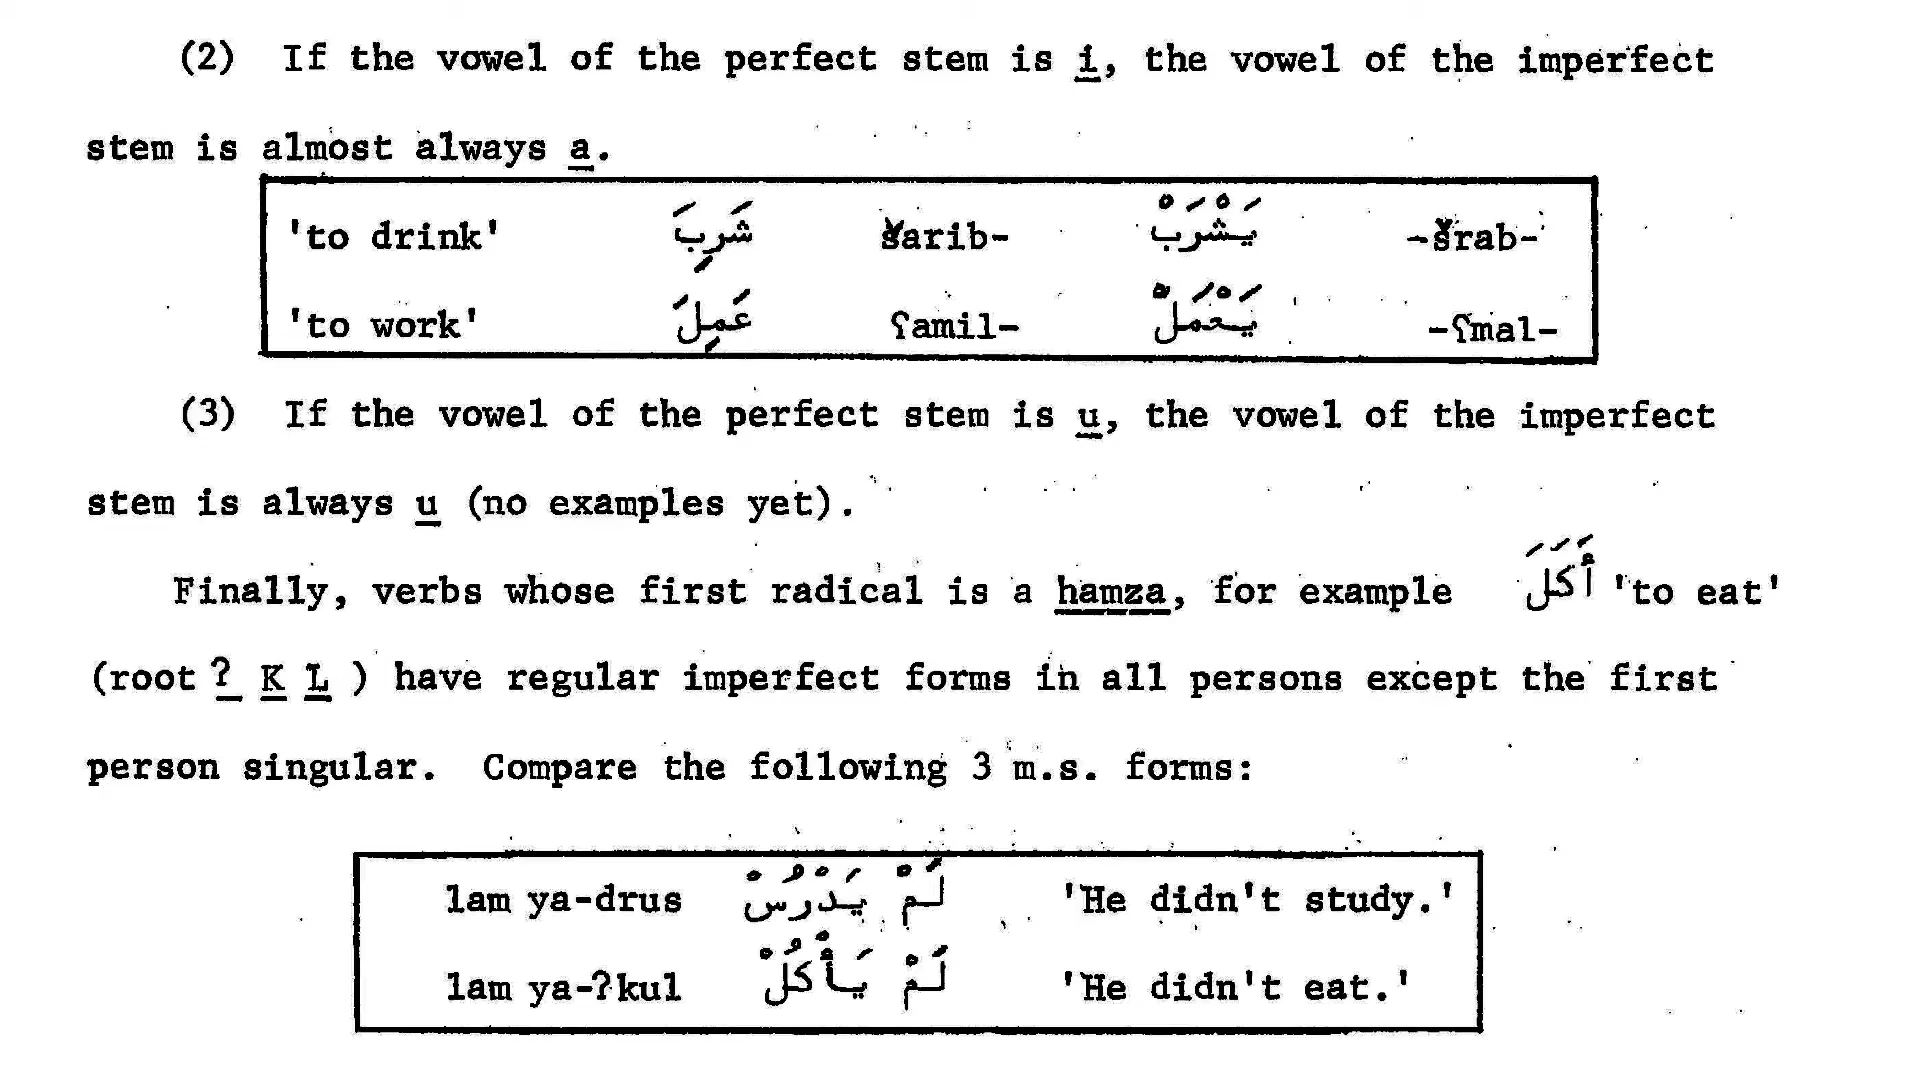 (2) If the vowel of the perfect stem is i, the vowel of the imperfect
stem is almost always a.
'to drink' شَرِبَ šarib- يَشْرَبْ -šrab-
'to work' عَمِلَ ʕamil- يَعْمَلْ -ʕmal-
(3) If the vowel of the perfect stem is u, the vowel of the imperfect
stem is always u (no examples yet).
Finally, verbs whose first radical is a hamza, for example أَكَلَ 'to eat'
(root ? K L ) have regular imperfect forms in all persons except the first
person singular. Compare the following 3 m.s. forms:
lam ya-drus لَمْ يَدْرُسْ 'He didn't study.'
lam ya-?kul لَمْ يَأْكُلْ 'He didn't eat.'